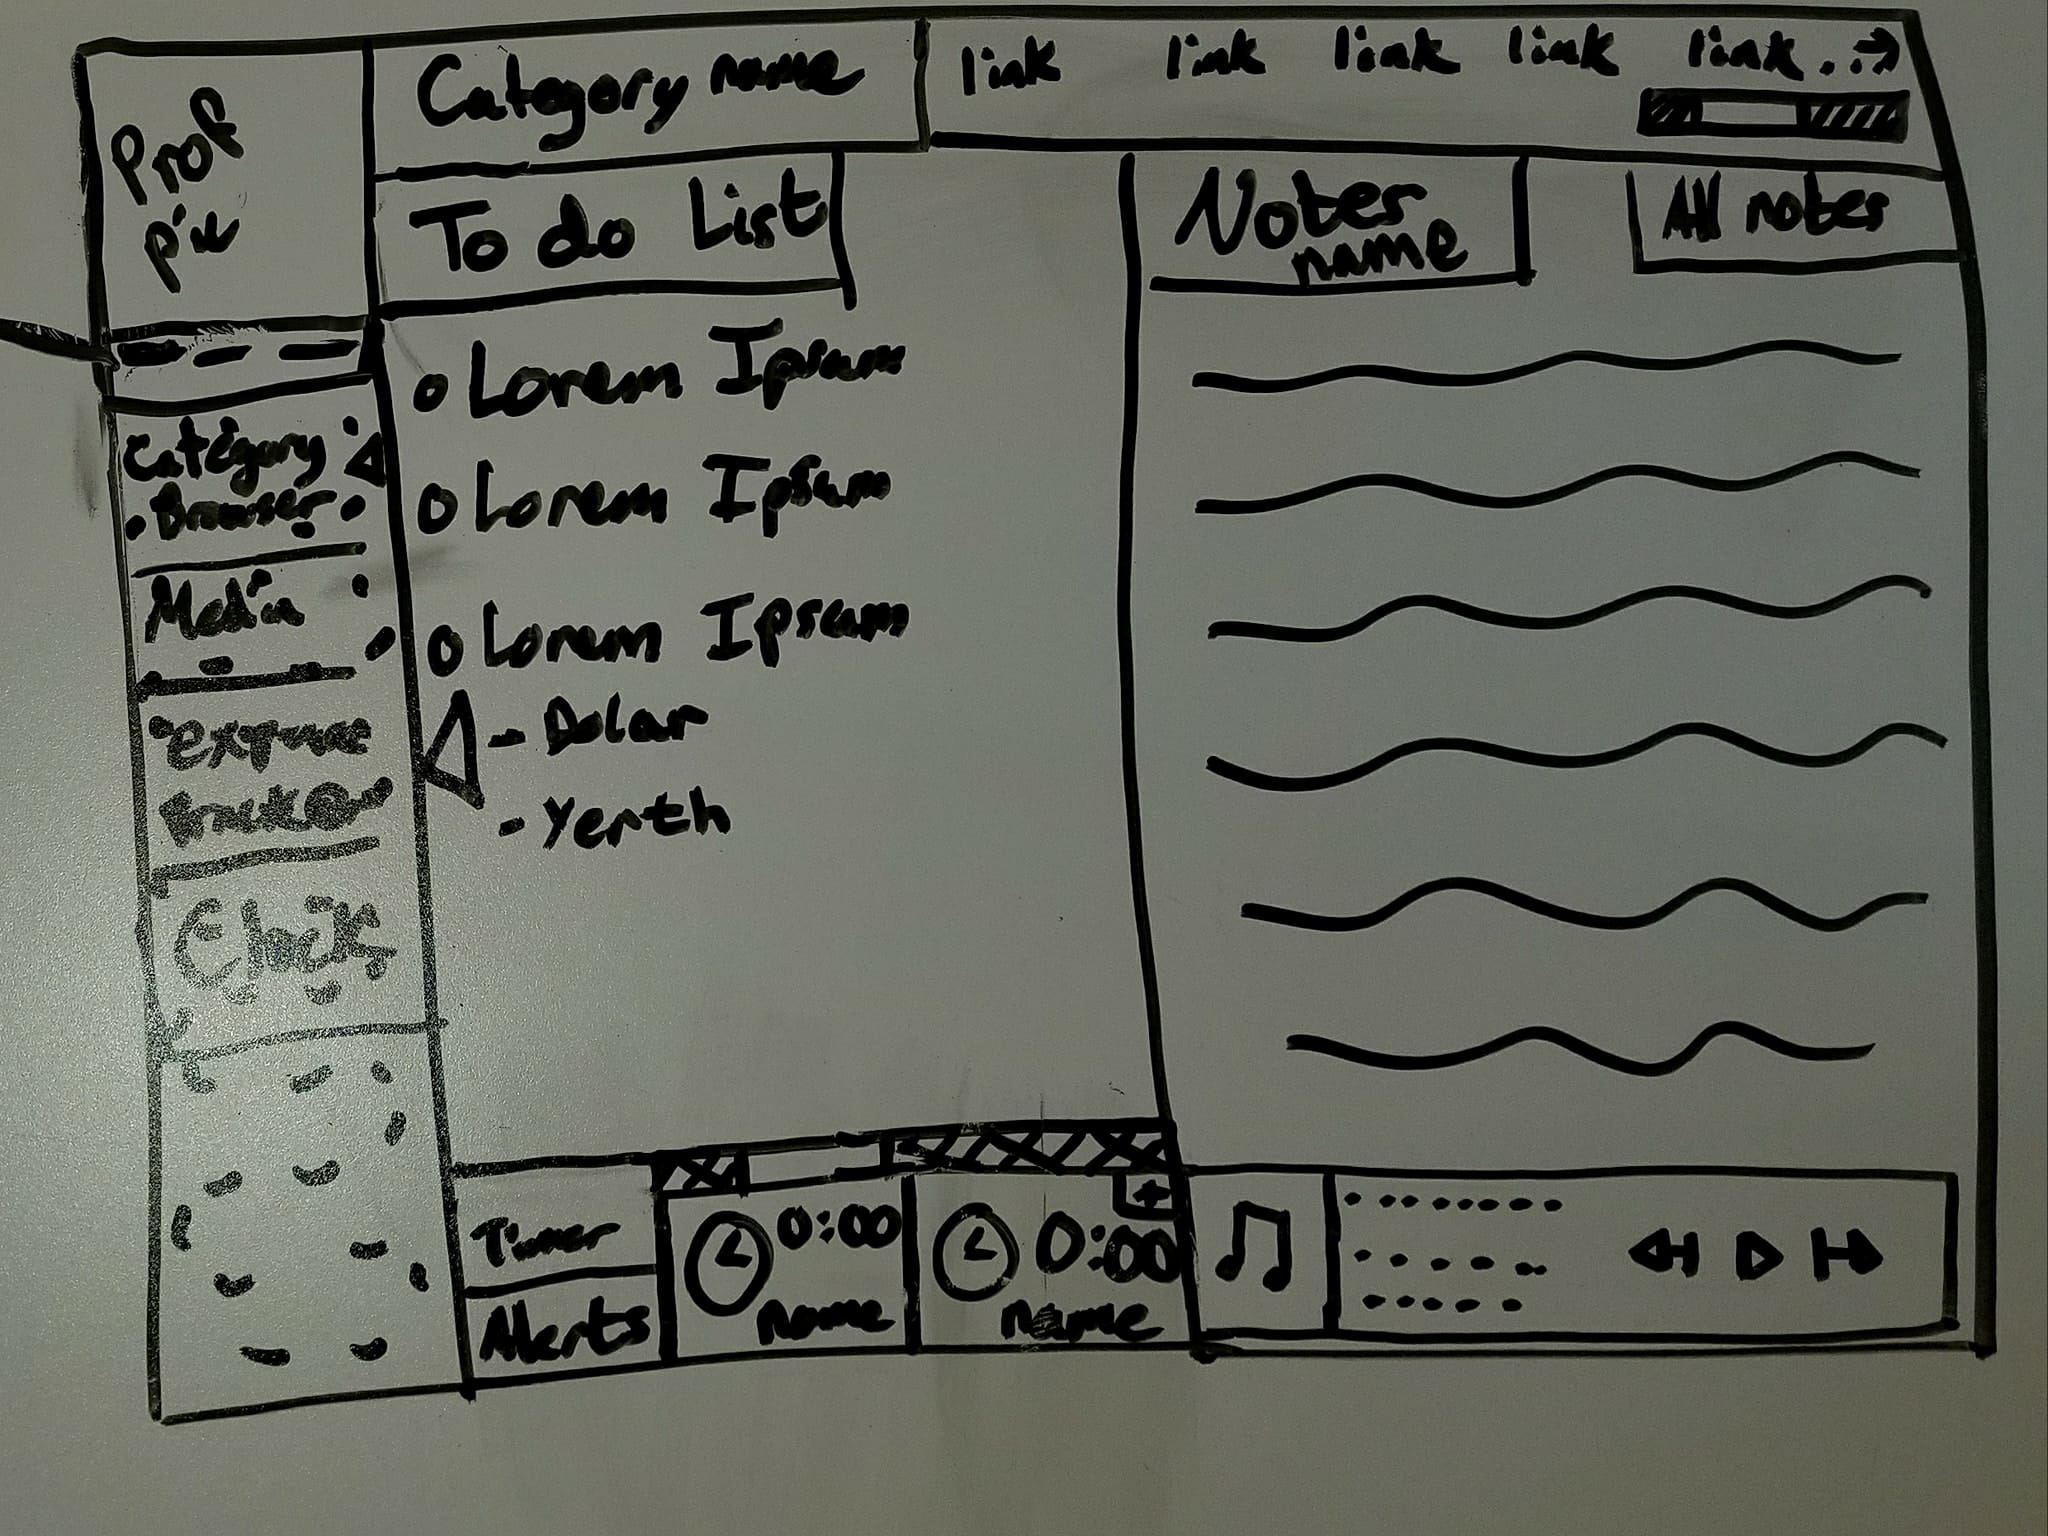 Prof
pic
Category name
link link link link link..→
To do List
Notes
name
All notes
Category
Browser
Media
expense
tracker
Clock
Lorem Ipsum
Lorem Ipsum
Lorem Ipsum
- Dolar
- Yerth
Timer
Alerts
0:00
name
+
0:00
name